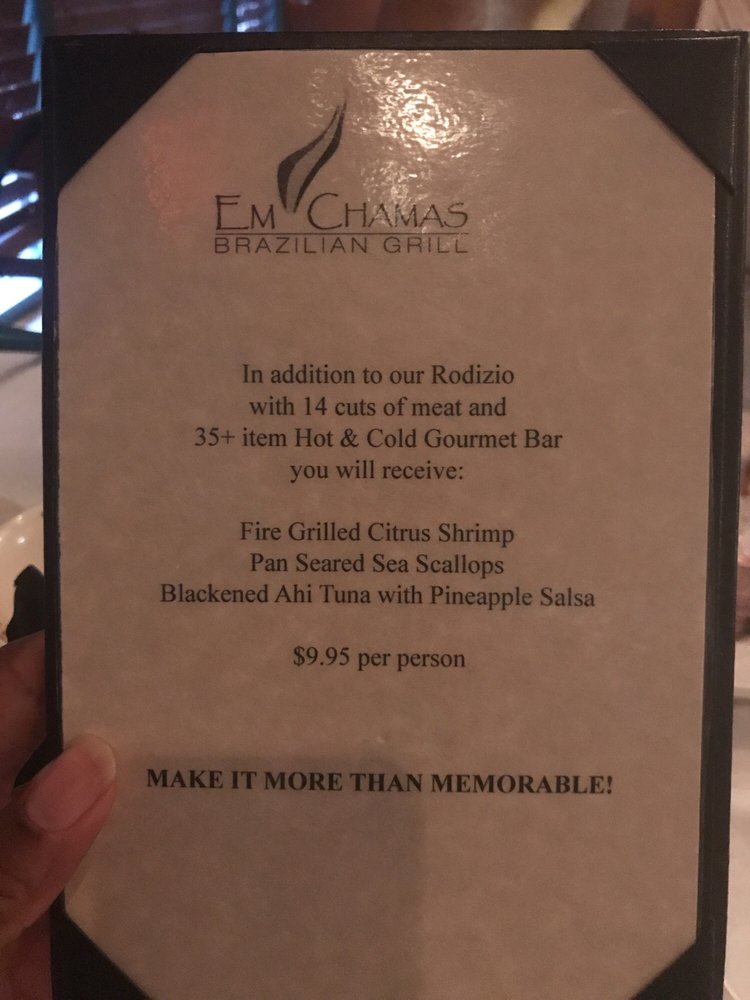 EM CHAMAS
BRAZILIAN GRILL
In addition to our Rodizio
with 14 cuts of meat and
35+ item Hot & Cold Gourmet Bar
you will receive:
Fire Grilled Citrus Shrimp
Pan Seared Sea Scallops
Blackened Ahi Tuna with Pineapple Salsa
$9.95 per person
MAKE IT MORE THAN MEMORABLE!